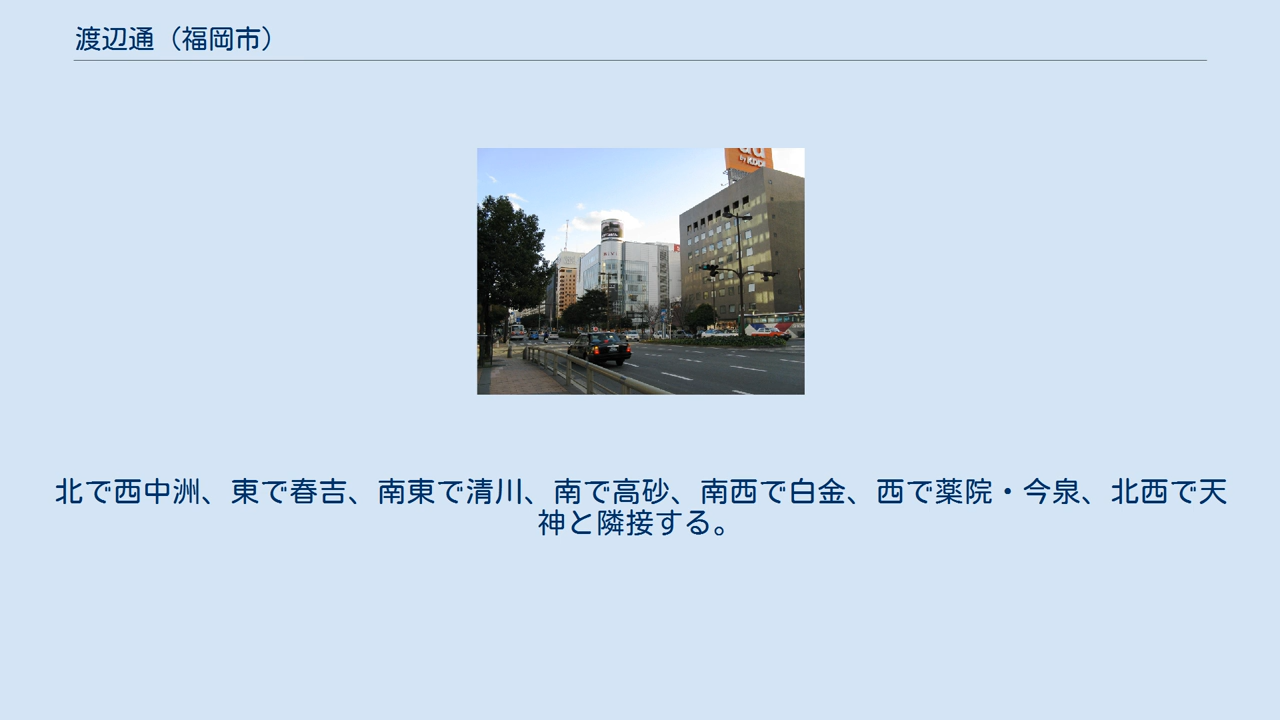 渡辺通（福岡市）
北で西中洲、東で春吉、南東で清川、南で高砂、南西で白金、西で薬院・今泉、北西で天
神と隣接する。